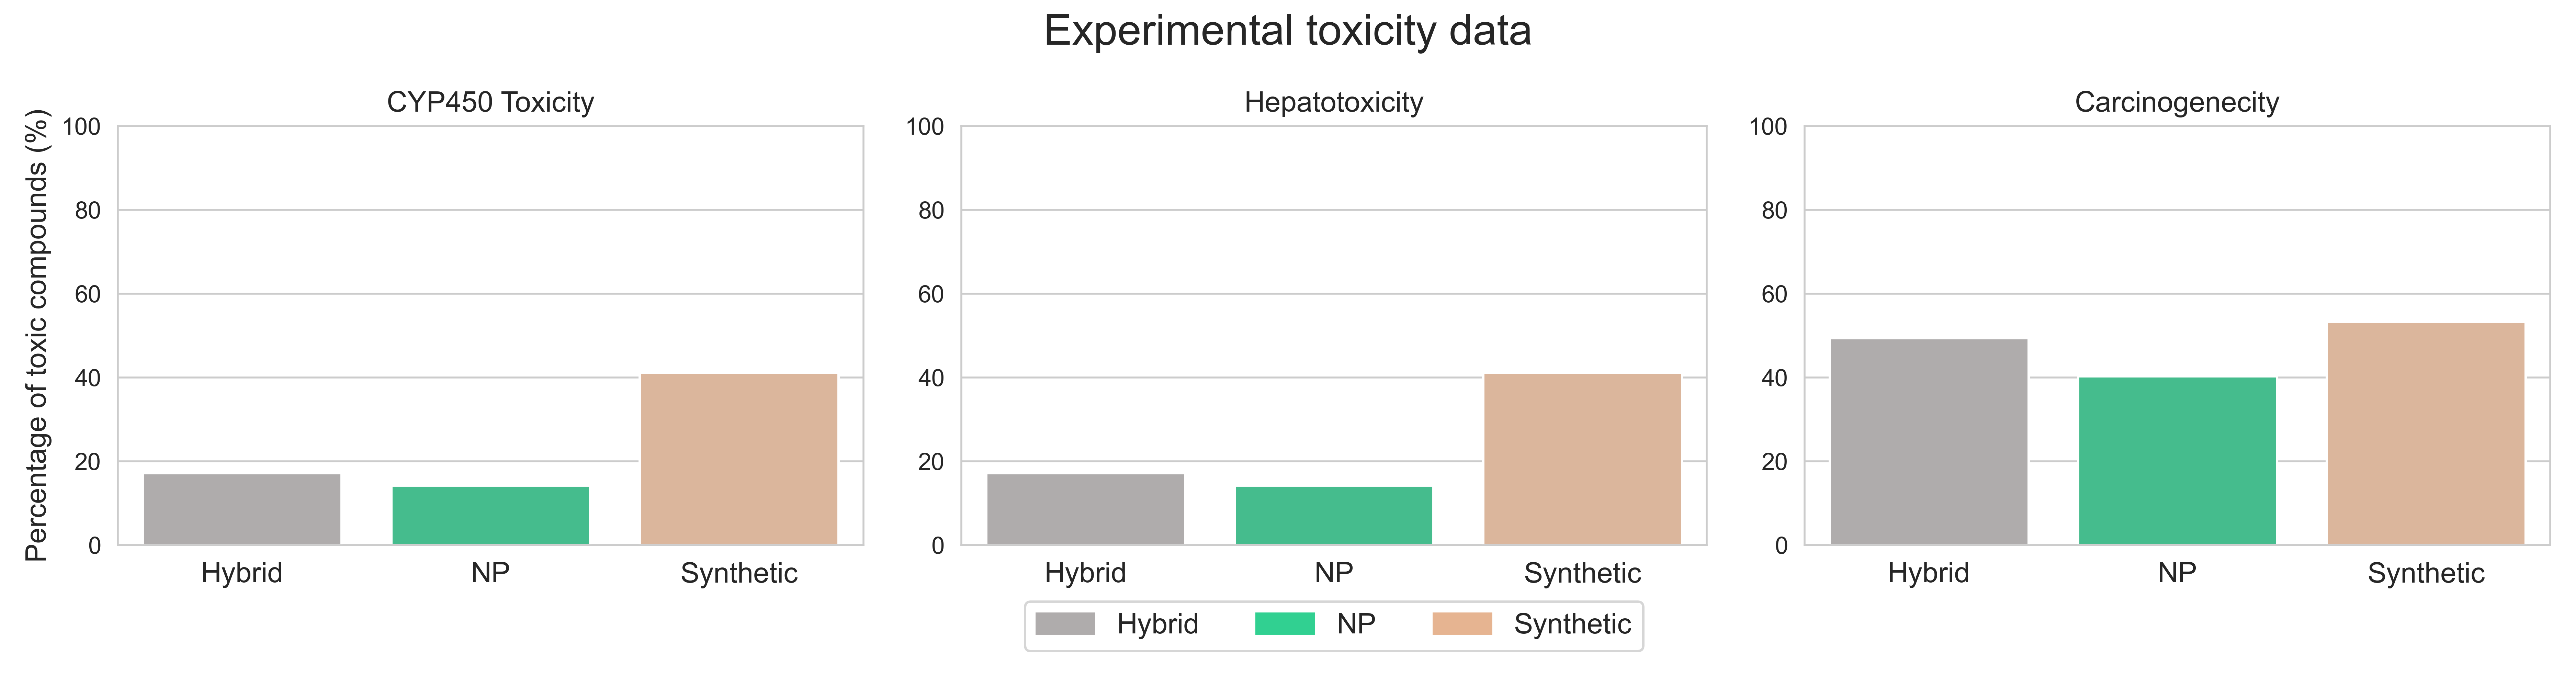 Experimental toxicity data
CYP450 Toxicity
Percentage of toxic compounds (%)
100
80
60
40
20
0
Hybrid NP Synthetic
Hepatotoxicity
100
80
60
40
20
0
Hybrid NP Synthetic
Carcinogenecity
100
80
60
40
20
0
Hybrid NP Synthetic
Hybrid NP Synthetic